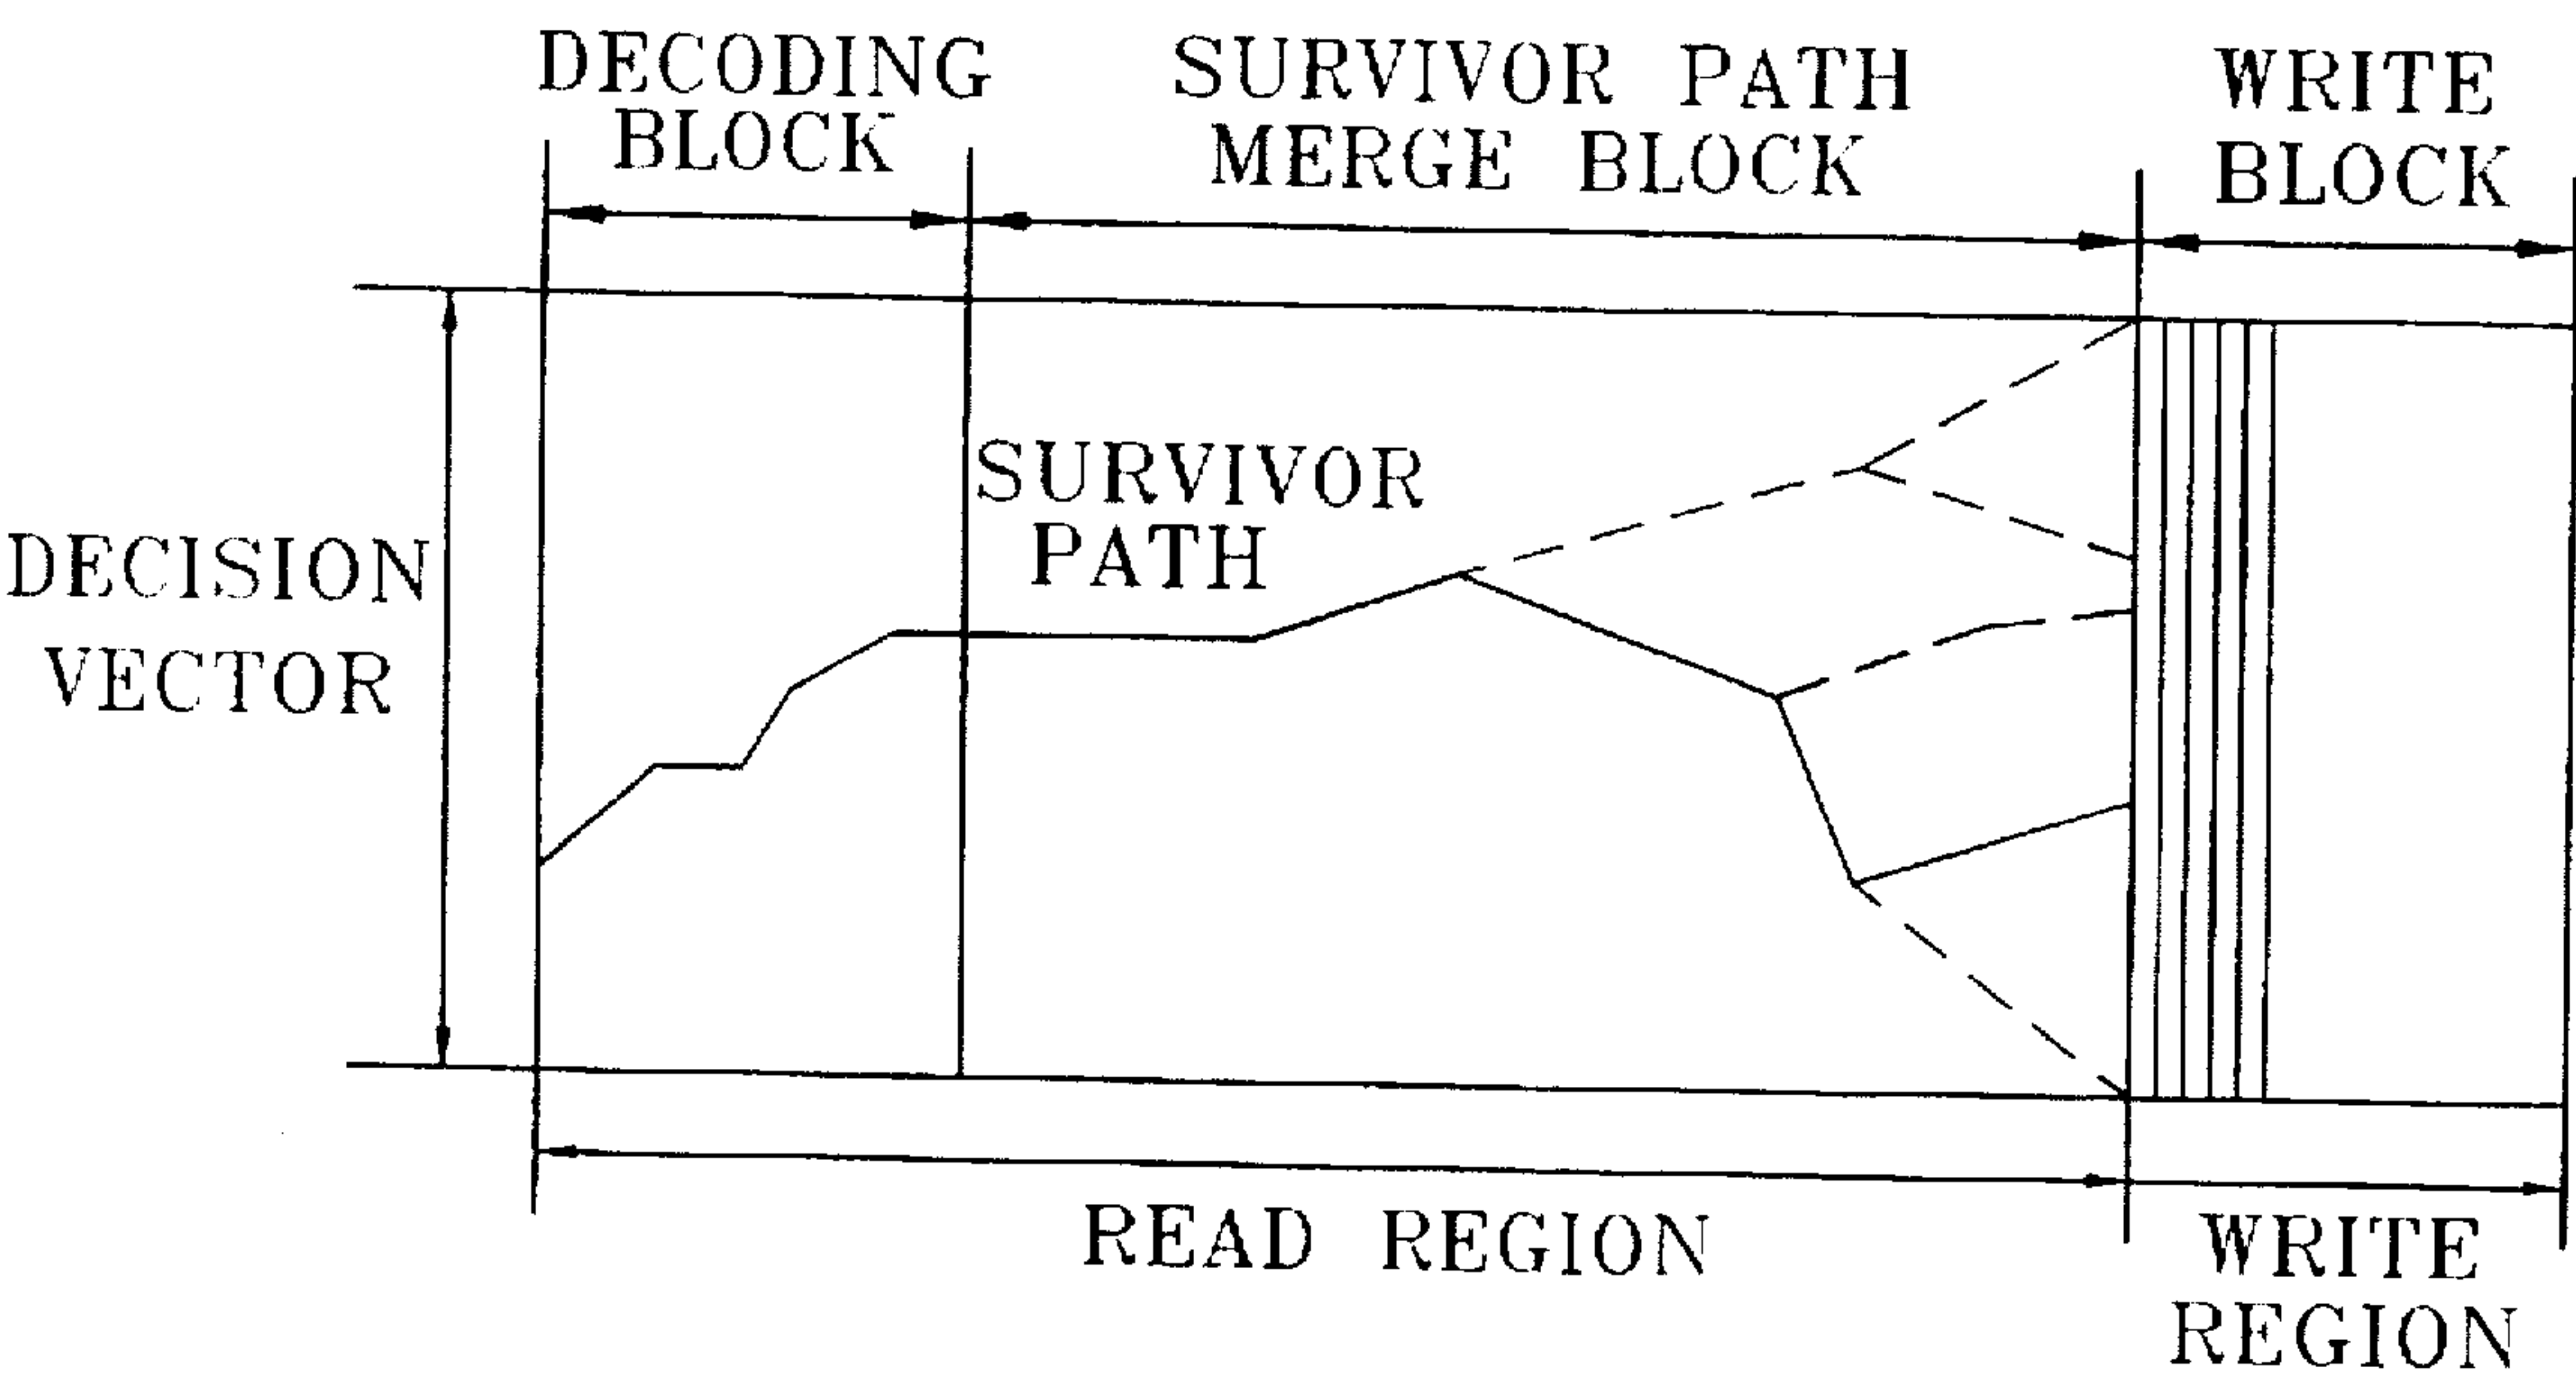 DECODING
BLOCK
SURVIVOR PATH
MERGE BLOCK
WRITE
BLOCK
SURVIVOR
PATH
DECISION
VECTOR
READ REGION
WRITE
REGION